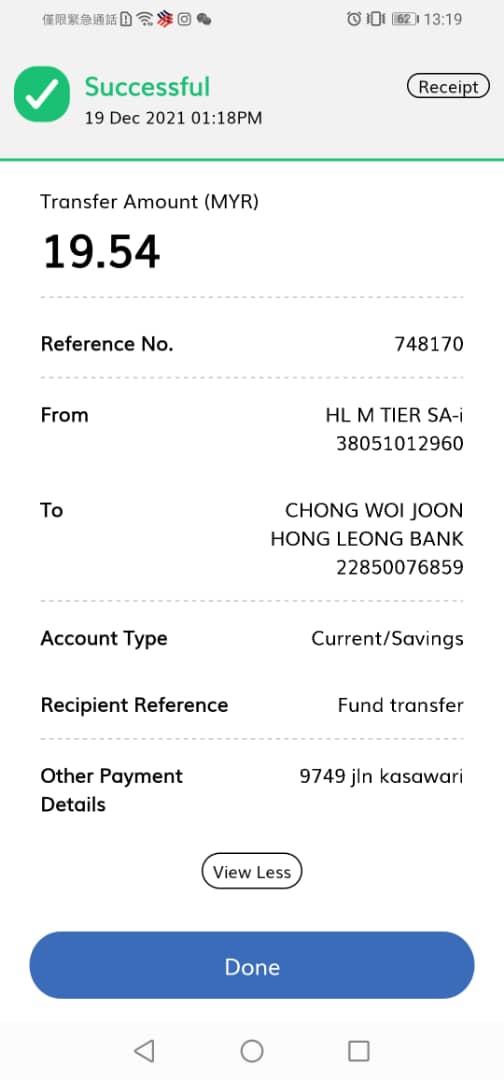 僅限緊急通話 62 13:19
Successful
19 Dec 2021 01:18PM
Receipt
Transfer Amount (MYR)
19.54
Reference No. 748170
From HL M TIER SA-i
38051012960
To CHONG WOI JOON
HONG LEONG BANK
22850076859
Account Type Current/Savings
Recipient Reference Fund transfer
Other Payment 9749 jln kasawari
Details
View Less
Done